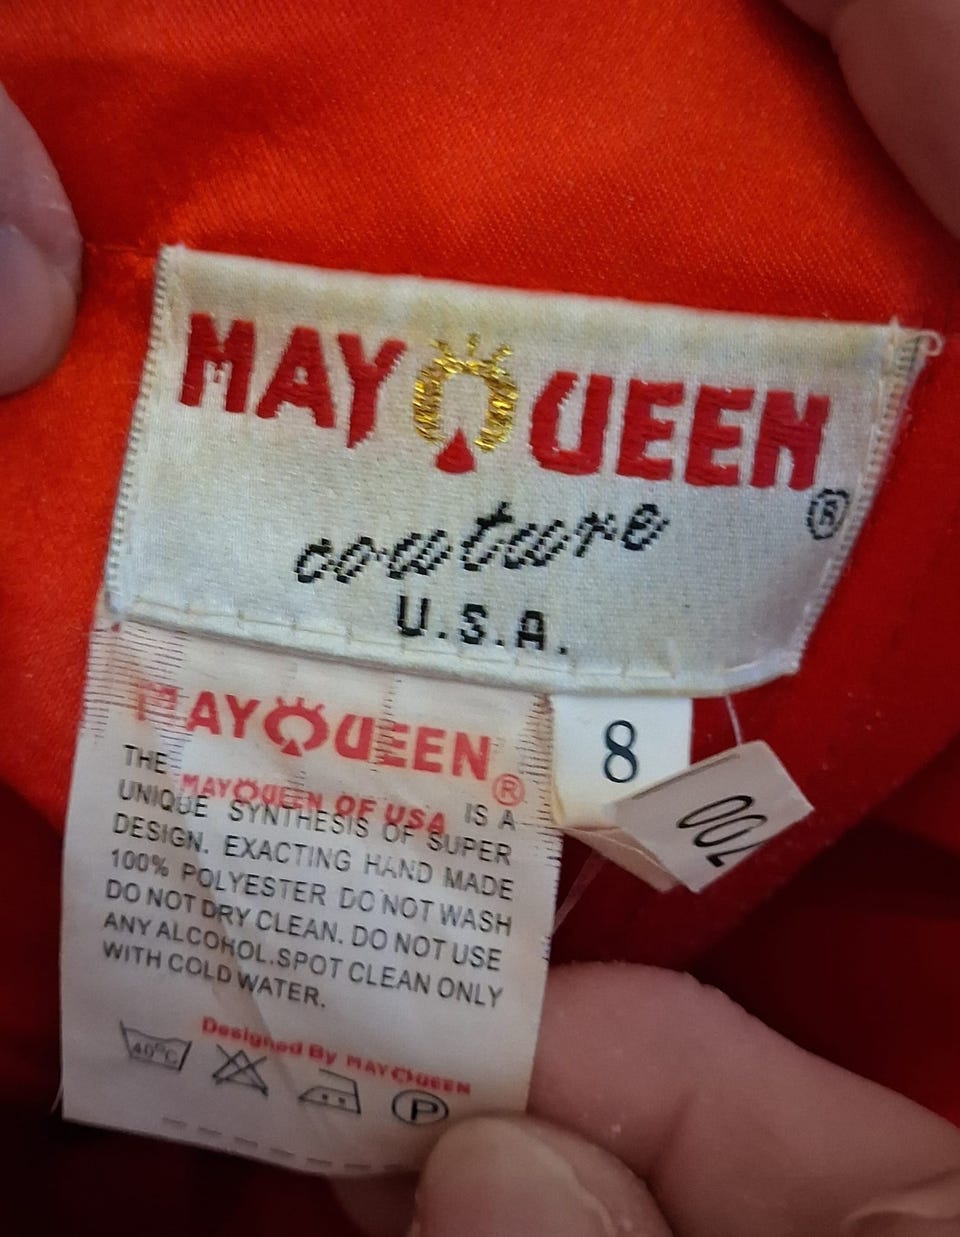 MAY QUEEN
couture ®
U.S.A.
MAYQUEEN®
THE MAYQUEEN OF USA IS A
UNIQUE SYNTHESIS OF SUPER
DESIGN. EXACTING HAND MADE
100% POLYESTER DO NOT WASH
DO NOT DRY CLEAN. DO NOT USE
ANY ALCOHOL.SPOT CLEAN ONLY
WITH COLD WATER.
Designed By MAYQUEEN
40°C
P
8